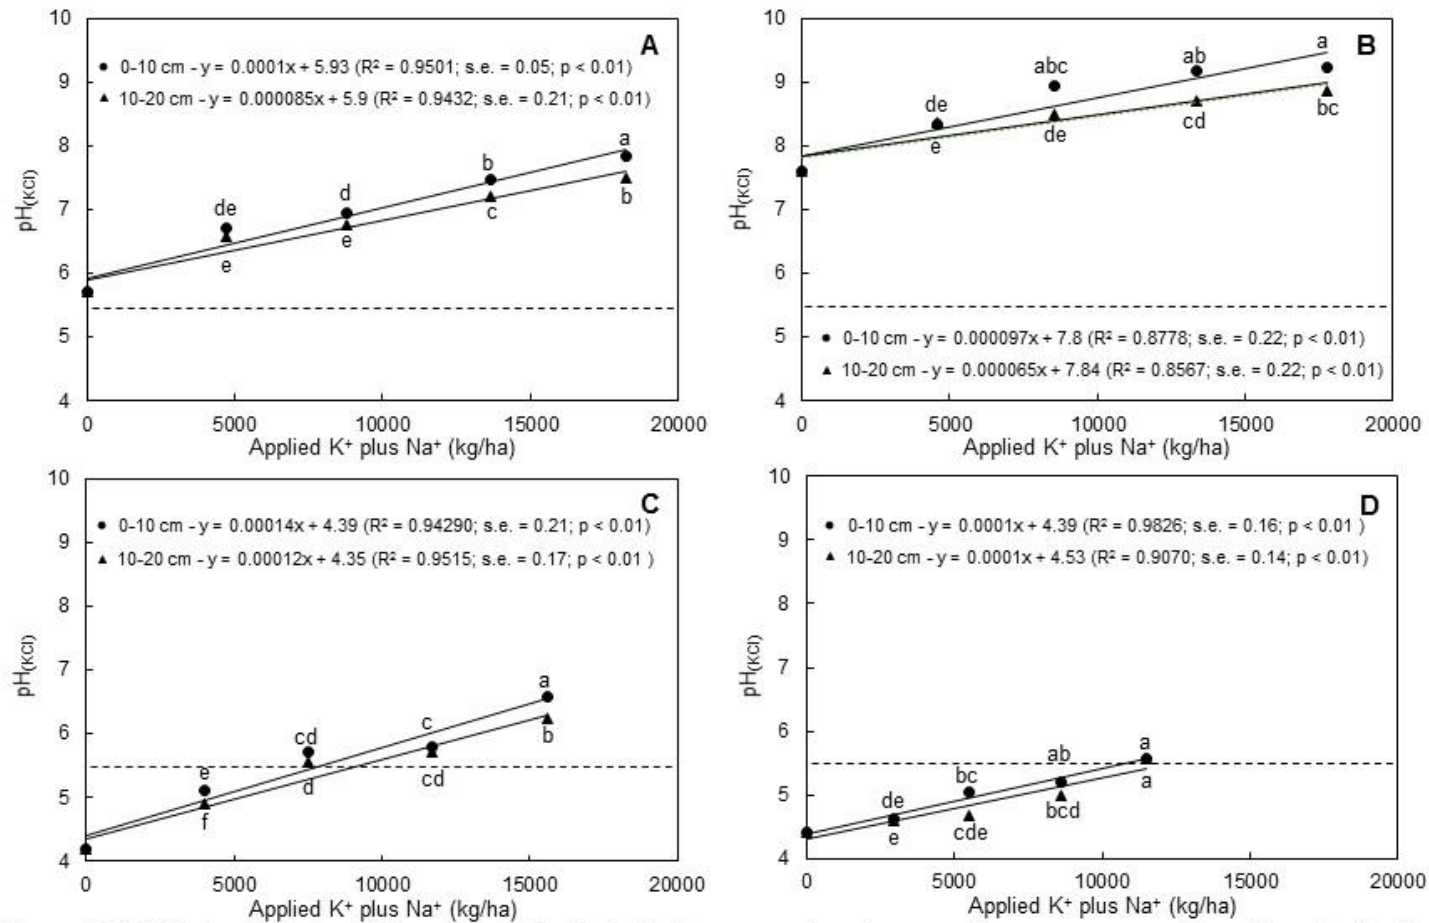 A
● 0-10 cm - y = 0.0001x + 5.93 (R² = 0.9501; s.e. = 0.05; p < 0.01)
▲ 10-20 cm - y = 0.000085x + 5.9 (R² = 0.9432; s.e. = 0.21; p < 0.01)
10
9
8
7
6
5
4
pH(KCl)
de
d
b
a
e
e
c
b
0 5000 10000 15000 20000
Applied K⁺ plus Na⁺ (kg/ha)
B
10
9
8
7
6
5
4
pH(KCl)
de
abc
ab
a
e
de
cd
bc
● 0-10 cm - y = 0.000097x + 7.8 (R² = 0.8778; s.e. = 0.22; p < 0.01)
▲ 10-20 cm - y = 0.000065x + 7.84 (R² = 0.8567; s.e. = 0.22; p < 0.01)
0 5000 10000 15000 20000
Applied K⁺ plus Na⁺ (kg/ha)
C
● 0-10 cm - y = 0.00014x + 4.39 (R² = 0.94290; s.e. = 0.21; p < 0.01)
▲ 10-20 cm - y = 0.00012x + 4.35 (R² = 0.9515; s.e. = 0.17; p < 0.01 )
10
9
8
7
6
5
4
pH(KCl)
e
cd
c
a
f
d
cd
b
0 5000 10000 15000 20000
Applied K⁺ plus Na⁺ (kg/ha)
D
● 0-10 cm - y = 0.0001x + 4.39 (R² = 0.9826; s.e. = 0.16; p < 0.01 )
▲ 10-20 cm - y = 0.0001x + 4.53 (R² = 0.9070; s.e. = 0.14; p < 0.01)
10
9
8
7
6
5
4
pH(KCl)
de
bc
ab
a
e
cde
bcd
a
0 5000 10000 15000 20000
Applied K⁺ plus Na⁺ (kg/ha)